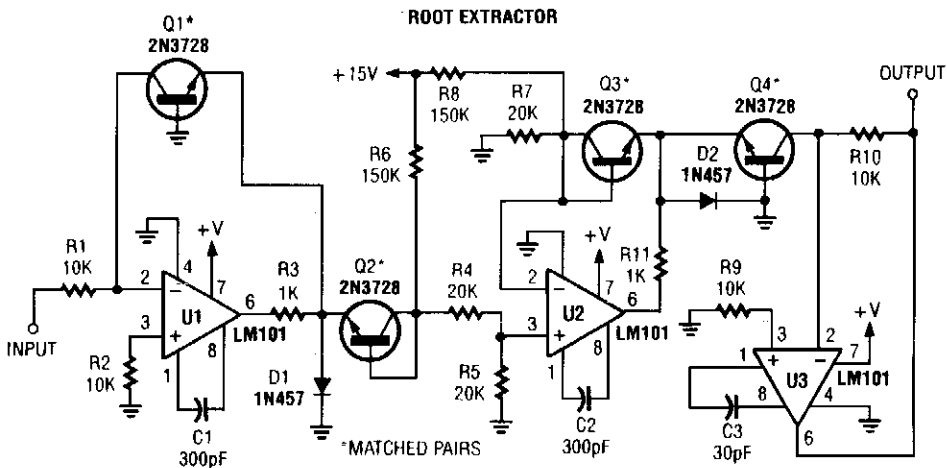 ROOT EXTRACTOR
Q1*
2N3728
+15V
R8
150K
R7
20K
Q3*
2N3728
Q4*
2N3728
OUTPUT
R6
150K
D2
1N457
R10
10K
R1
10K
+V
4
7
2
3
6
1
8
U1
LM101
INPUT
R2
10K
C1
300pF
R3
1K
D1
1N457
Q2*
2N3728
R4
20K
R5
20K
+V
4
7
2
3
6
1
8
U2
LM101
R11
1K
C2
300pF
R9
10K
+V
3
2
7
1
8
4
6
U3
LM101
C3
30pF
*MATCHED PAIRS
−
+
−
+
+
−